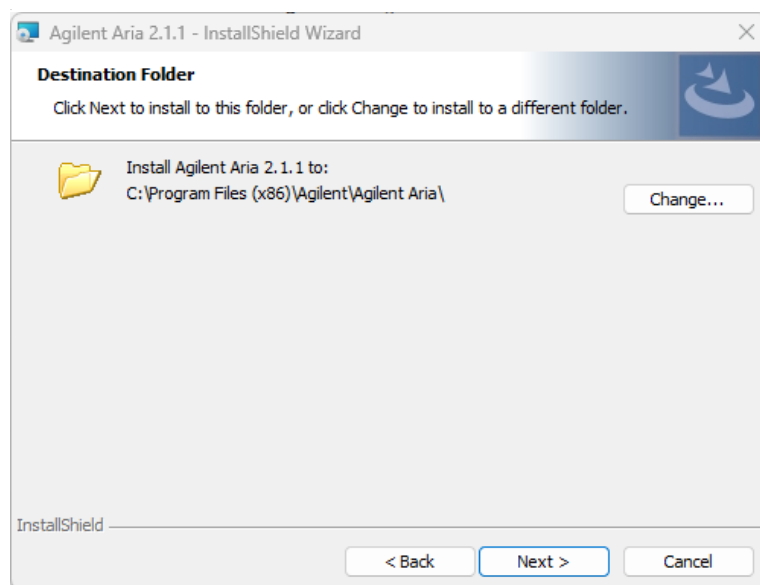 Agilent Aria 2.1.1 - InstallShield Wizard
Destination Folder
Click Next to install to this folder, or click Change to install to a different folder.
Install Agilent Aria 2.1.1 to:
C:\Program Files (x86)\Agilent\Agilent Aria\
Change...
InstallShield
< Back
Next >
Cancel